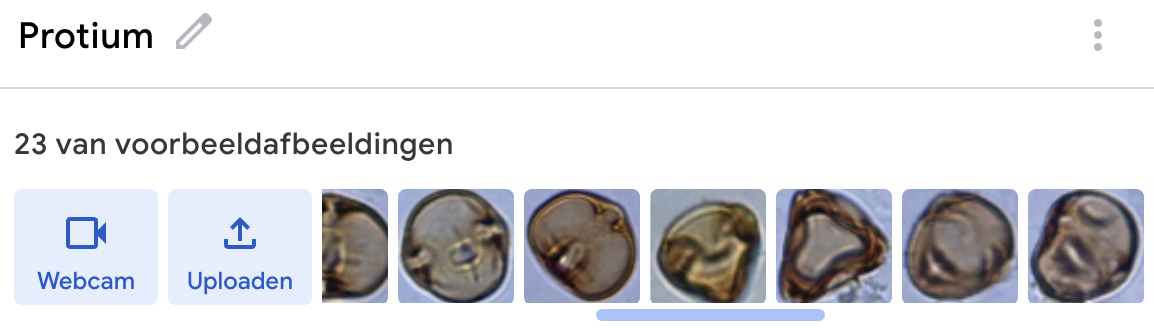 Protium
23 van voorbeeldafbeeldingen
Webcam
Uploaden